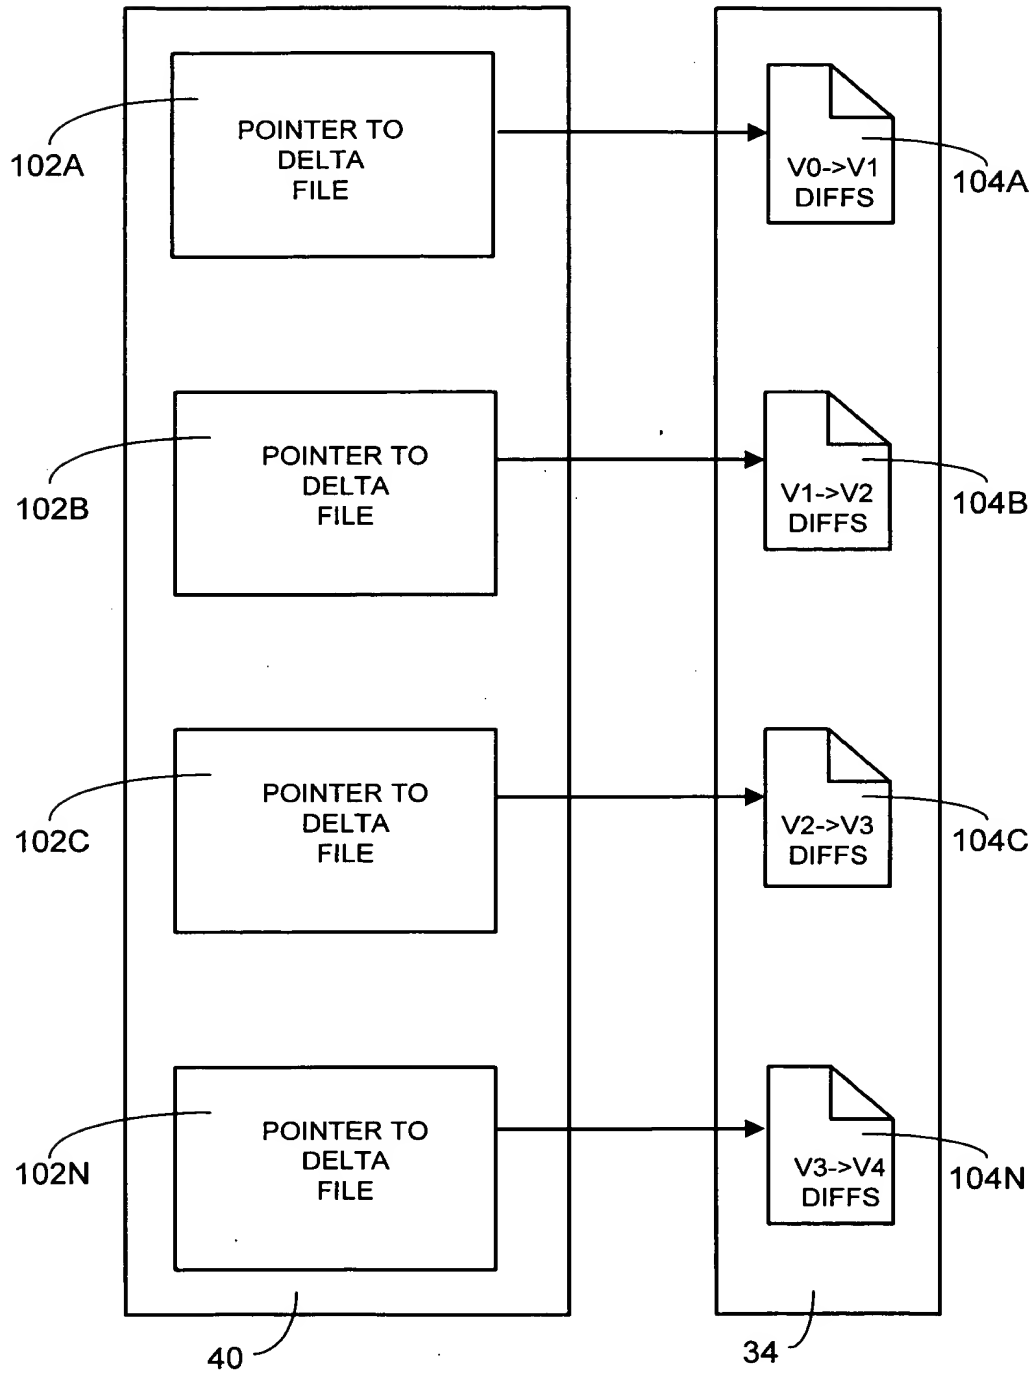 POINTER TO
DELTA
FILE
102A
V0->V1
DIFFS
104A
POINTER TO
DELTA
FILE
102B
V1->V2
DIFFS
104B
POINTER TO
DELTA
FILE
102C
V2->V3
DIFFS
104C
POINTER TO
DELTA
FILE
102N
V3->V4
DIFFS
104N
40
34